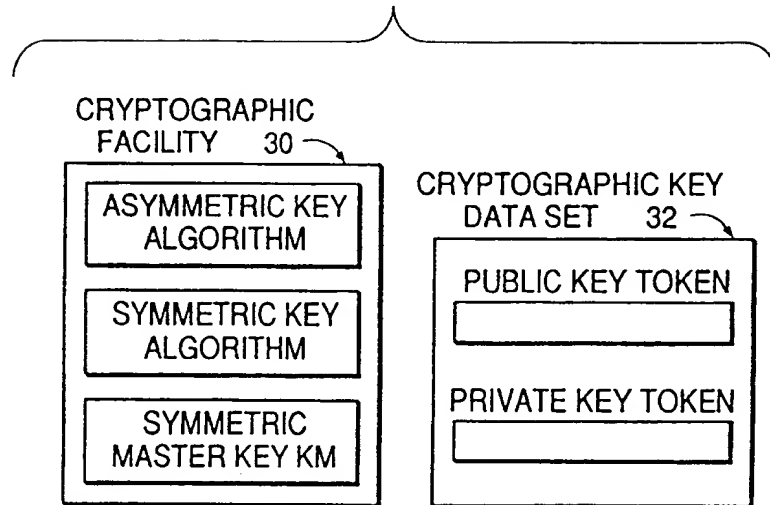 CRYPTOGRAPHIC
FACILITY 30
ASYMMETRIC KEY
ALGORITHM
SYMMETRIC KEY
ALGORITHM
SYMMETRIC
MASTER KEY KM
CRYPTOGRAPHIC KEY
DATA SET 32
PUBLIC KEY TOKEN
PRIVATE KEY TOKEN